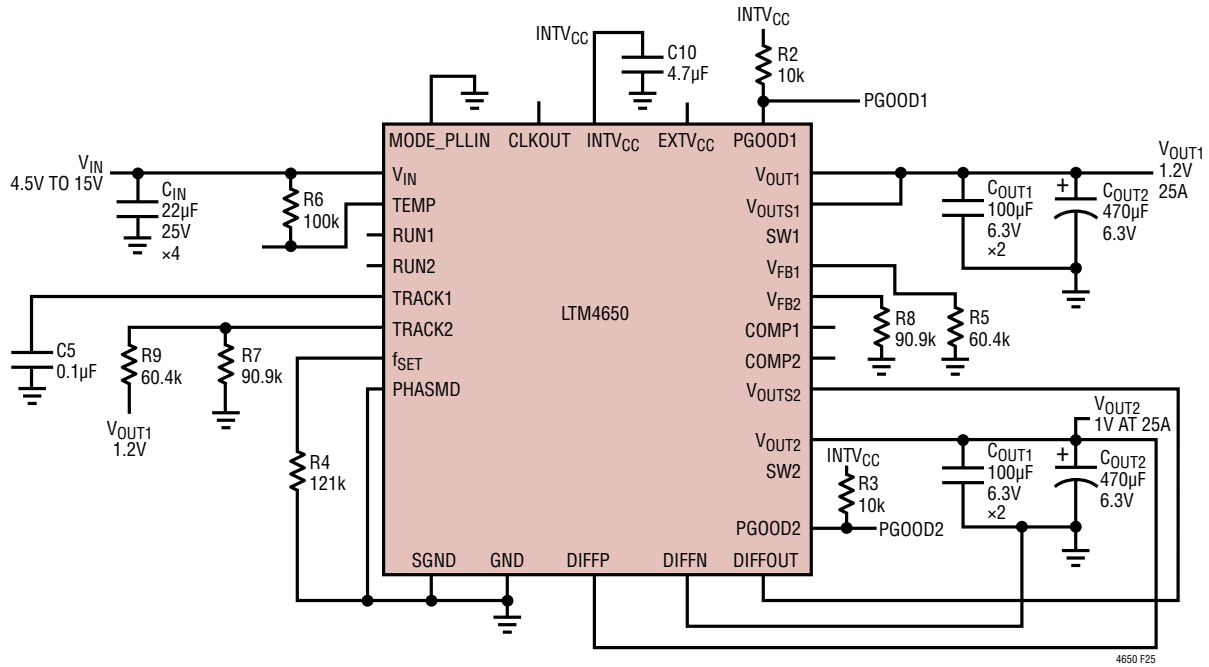 INTVCC
R2
10k
PGOOD1
INTVCC
C10
4.7µF
MODE_PLLIN
CLKOUT
INTVCC
EXTVCC
PGOOD1
VIN
4.5V TO 15V
CIN
22µF
25V
×4
R6
100k
VIN
TEMP
RUN1
RUN2
TRACK1
TRACK2
fSET
PHASMD
C5
0.1µF
R9
60.4k
R7
90.9k
VOUT1
1.2V
R4
121k
LTM4650
VOUT1
VOUTS1
SW1
VFB1
VFB2
COMP1
COMP2
VOUTS2
VOUT2
SW2
PGOOD2
SGND
GND
DIFFP
DIFFN
DIFFOUT
VOUT1
1.2V
25A
COUT1
100µF
6.3V
×2
+
COUT2
470µF
6.3V
R8
90.9k
R5
60.4k
VOUT2
1V AT 25A
INTVCC
R3
10k
PGOOD2
COUT1
100µF
6.3V
×2
+
COUT2
470µF
6.3V
4650 F25